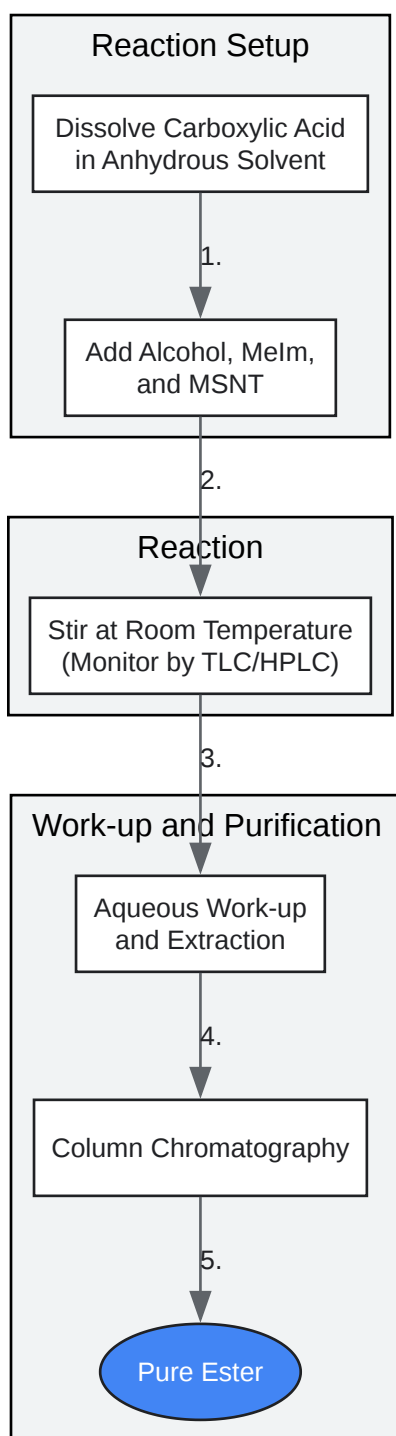 Reaction Setup
Dissolve Carboxylic Acid
in Anhydrous Solvent
1.
Add Alcohol, MeIm,
and MSNT
2.
Reaction
Stir at Room Temperature
(Monitor by TLC/HPLC)
3.
Work-up and Purification
Aqueous Work-up
and Extraction
4.
Column Chromatography
5.
Pure Ester